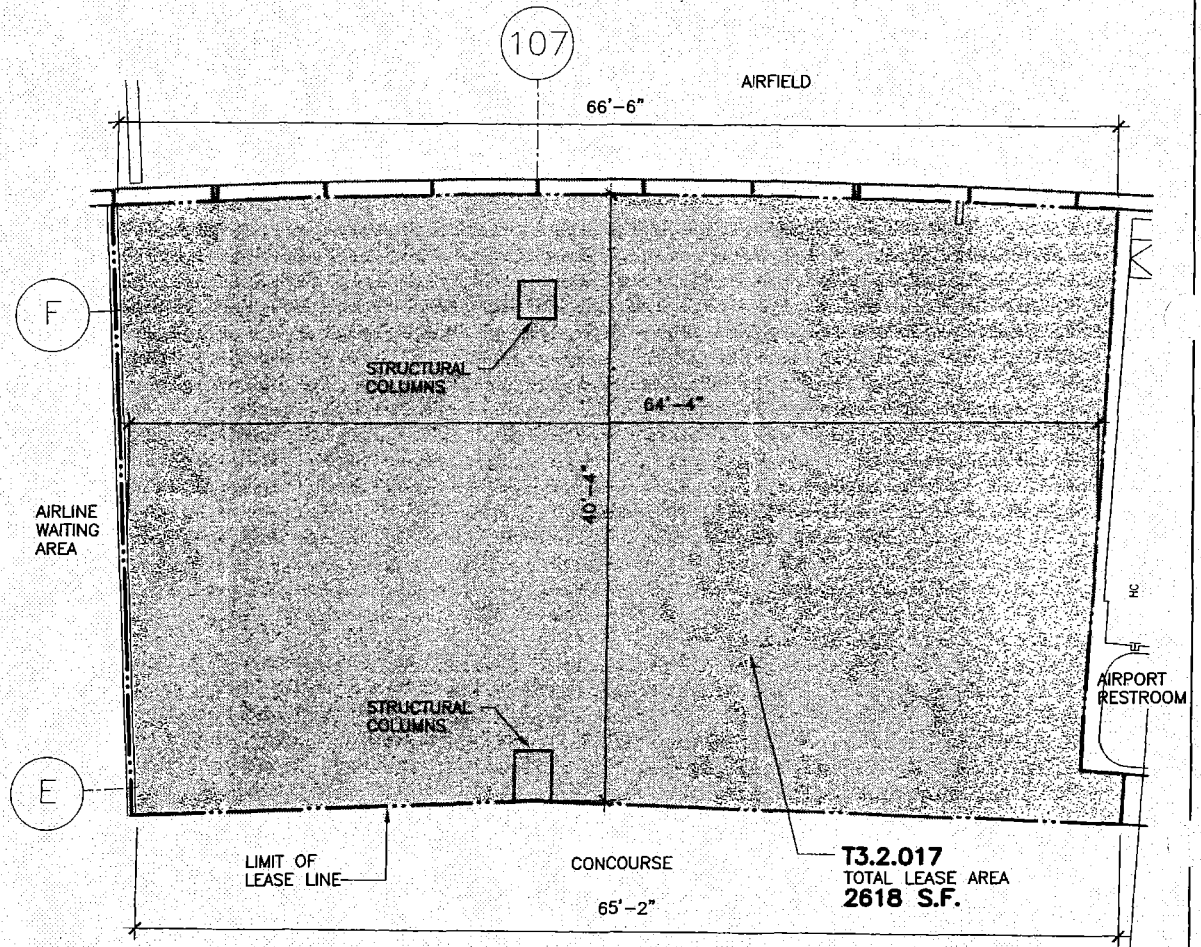 107
AIRFIELD
66'-6"
F
STRUCTURAL
COLUMNS
64'-4"
40'-4"
AIRLINE
WAITING
AREA
HC
STRUCTURAL
COLUMNS
AIRPORT
RESTROOM
E
LIMIT OF
LEASE LINE
CONCOURSE
T3.2.017
TOTAL LEASE AREA
2618 S.F.
65'-2"